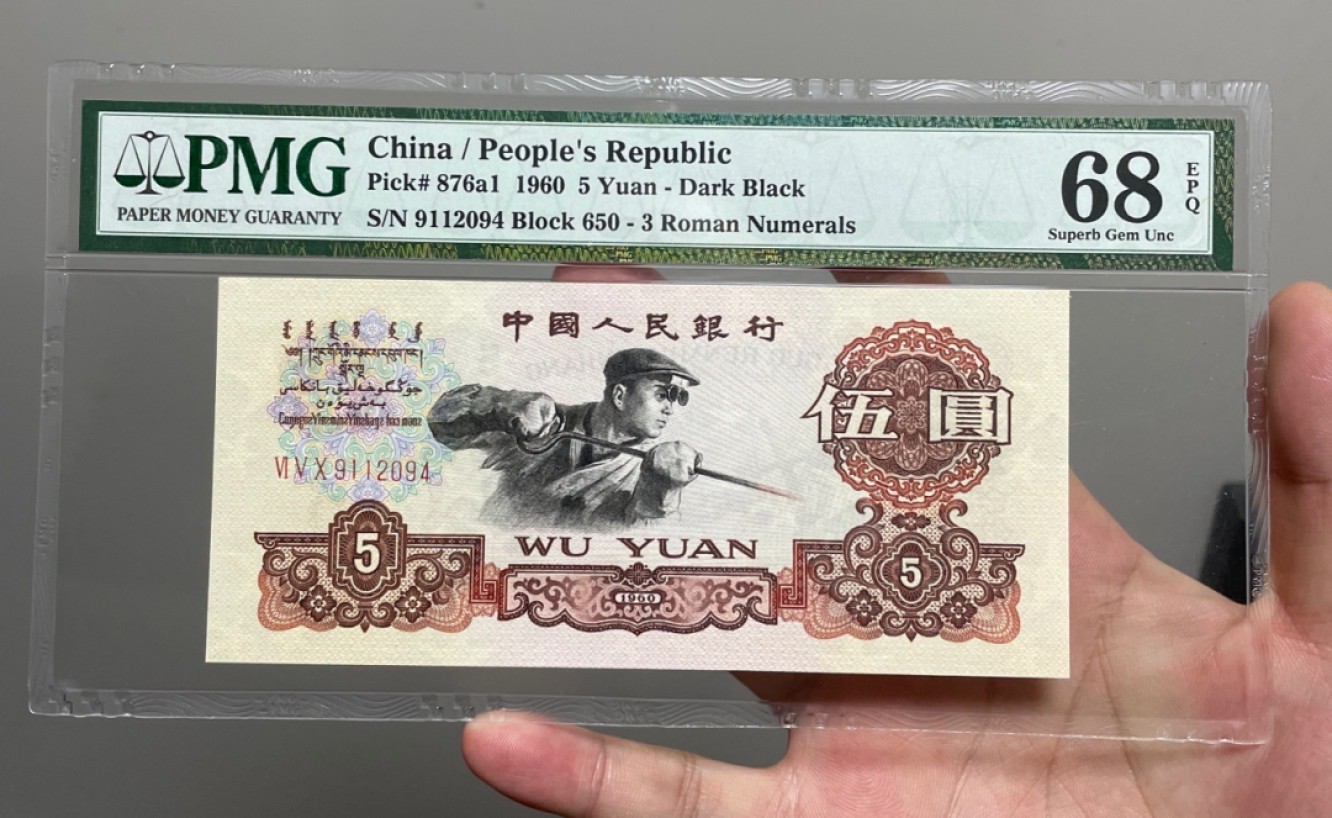 PMG
PAPER MONEY GUARANTY
China / People's Republic
Pick# 876a1 1960 5 Yuan - Dark Black
S/N 9112094 Block 650 - 3 Roman Numerals
68
EPQ
Superb Gem Unc
中國人民銀行
伍圓
VI V X 9112094
5
WU YUAN
1960
5